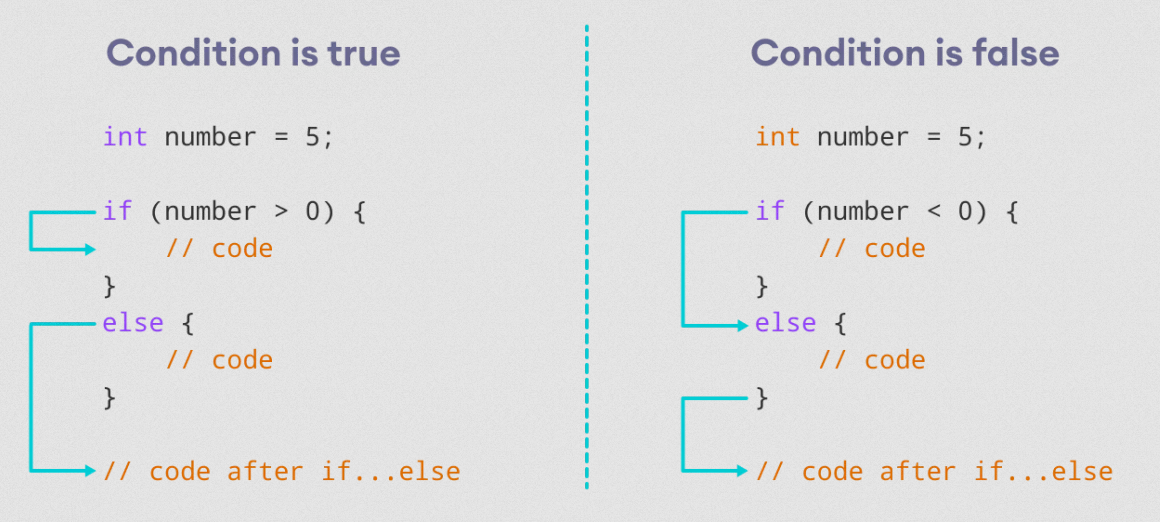 Condition is true
int number = 5;
if (number > 0) {
// code
}
else {
// code
}
// code after if...else
Condition is false
int number = 5;
if (number < 0) {
// code
}
else {
// code
}
// code after if...else